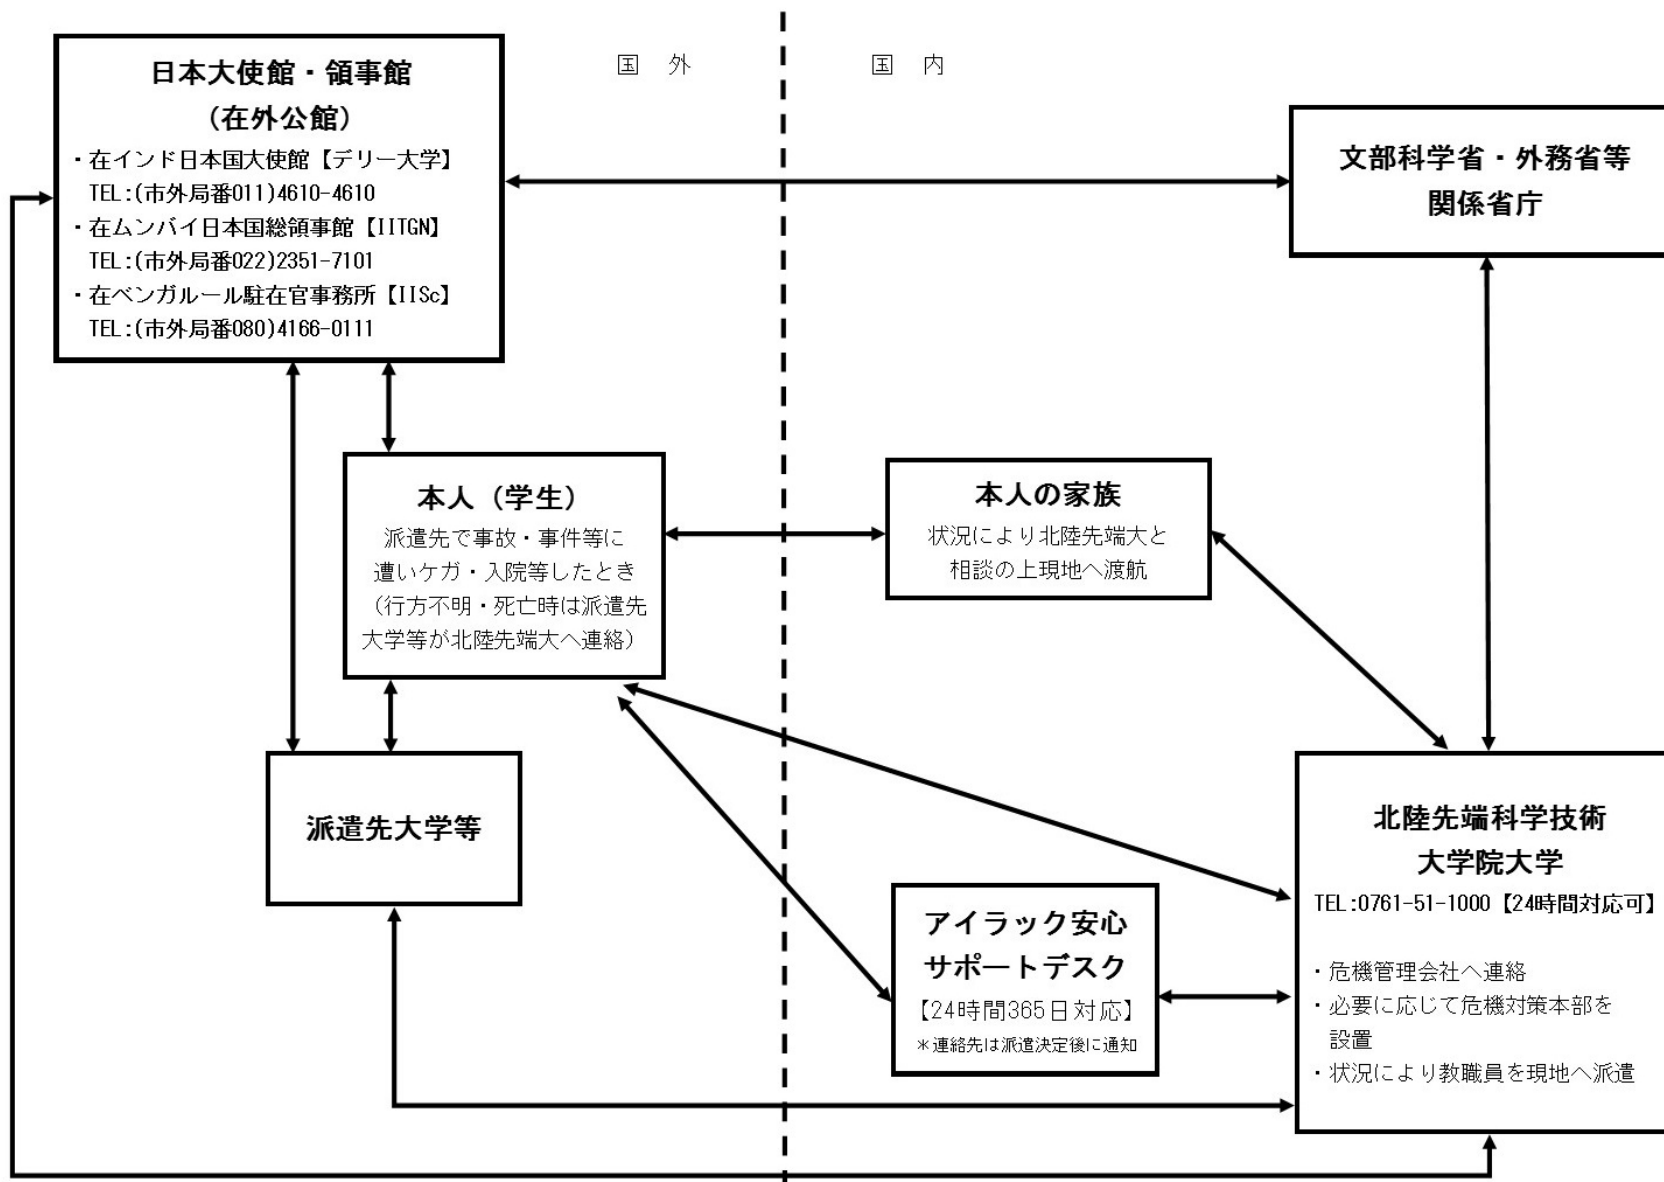 国 外
国 内
日本大使館・領事館
(在外公館)
・在インド日本国大使館【デリー大学】
TEL:(市外局番011)4610-4610
・在ムンバイ日本国総領事館【IITGN】
TEL:(市外局番022)2351-7101
・在ベンガルール駐在官事務所【IISc】
TEL:(市外局番080)4166-0111
文部科学省・外務省等
関係省庁
本人（学生）
派遣先で事故・事件等に
遭いケガ・入院等したとき
（行方不明・死亡時は派遣先
大学等が北陸先端大へ連絡）
本人の家族
状況により北陸先端大と
相談の上現地へ渡航
派遣先大学等
アイラック安心
サポートデスク
【24時間365日対応】
＊連絡先は派遣決定後に通知
北陸先端科学技術
大学院大学
TEL:0761-51-1000【24時間対応可】
・危機管理会社へ連絡
・必要に応じて危機対策本部を
設置
・状況により教職員を現地へ派遣